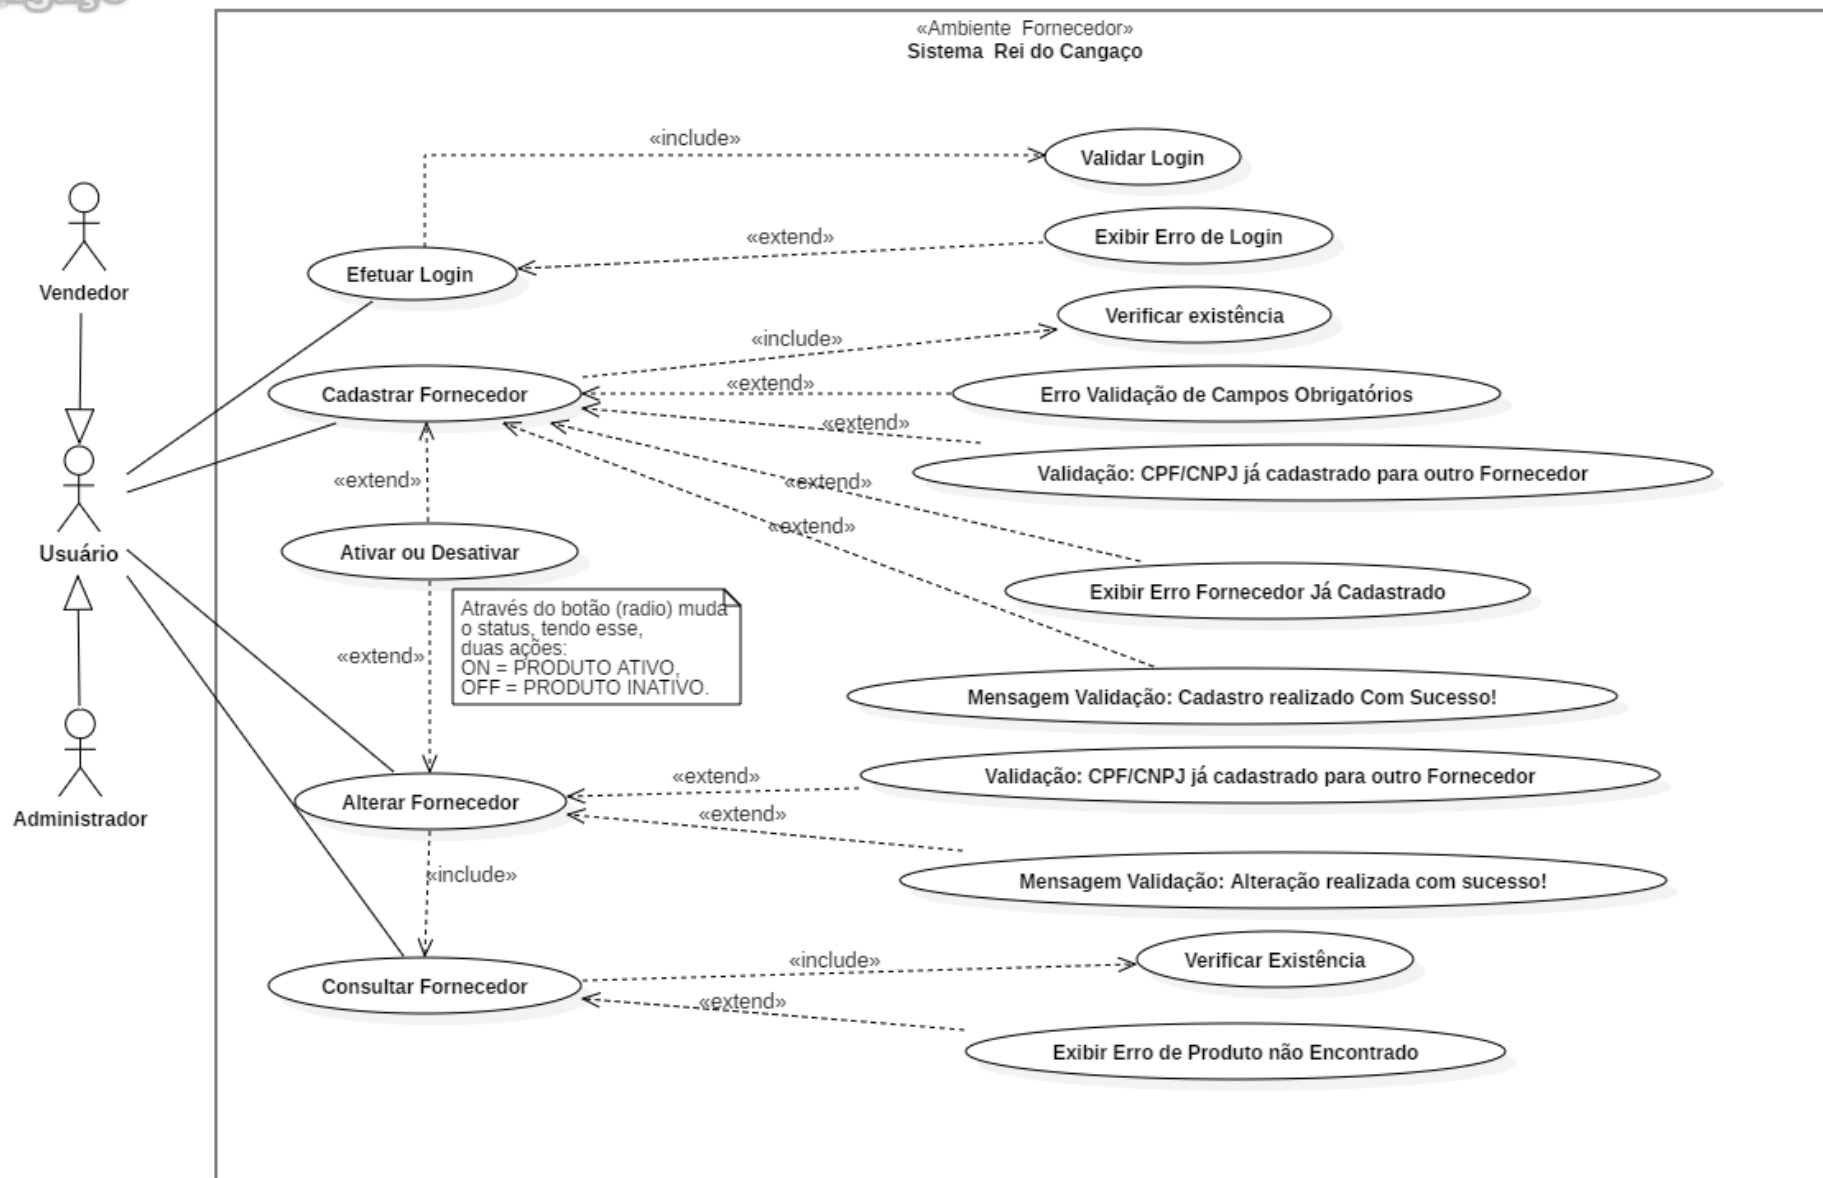 «Ambiente Fornecedor»
Sistema Rei do Cangaço
«include»
Validar Login
«extend»
Exibir Erro de Login
Efetuar Login
Vendedor
Verificar existência
«include»
«extend»
Cadastrar Fornecedor
Erro Validação de Campos Obrigatórios
«extend»
Validação: CPF/CNPJ já cadastrado para outro Fornecedor
«extend»
«extend»
«extend»
Usuário
Ativar ou Desativar
Exibir Erro Fornecedor Já Cadastrado
Através do botão (radio) muda
o status, tendo esse,
duas ações:
ON = PRODUTO ATIVO,
OFF = PRODUTO INATIVO.
«extend»
Mensagem Validação: Cadastro realizado Com Sucesso!
«extend»
Validação: CPF/CNPJ já cadastrado para outro Fornecedor
Alterar Fornecedor
«extend»
Administrador
«include»
Mensagem Validação: Alteração realizada com sucesso!
«include»
Verificar Existência
Consultar Fornecedor
«extend»
Exibir Erro de Produto não Encontrado